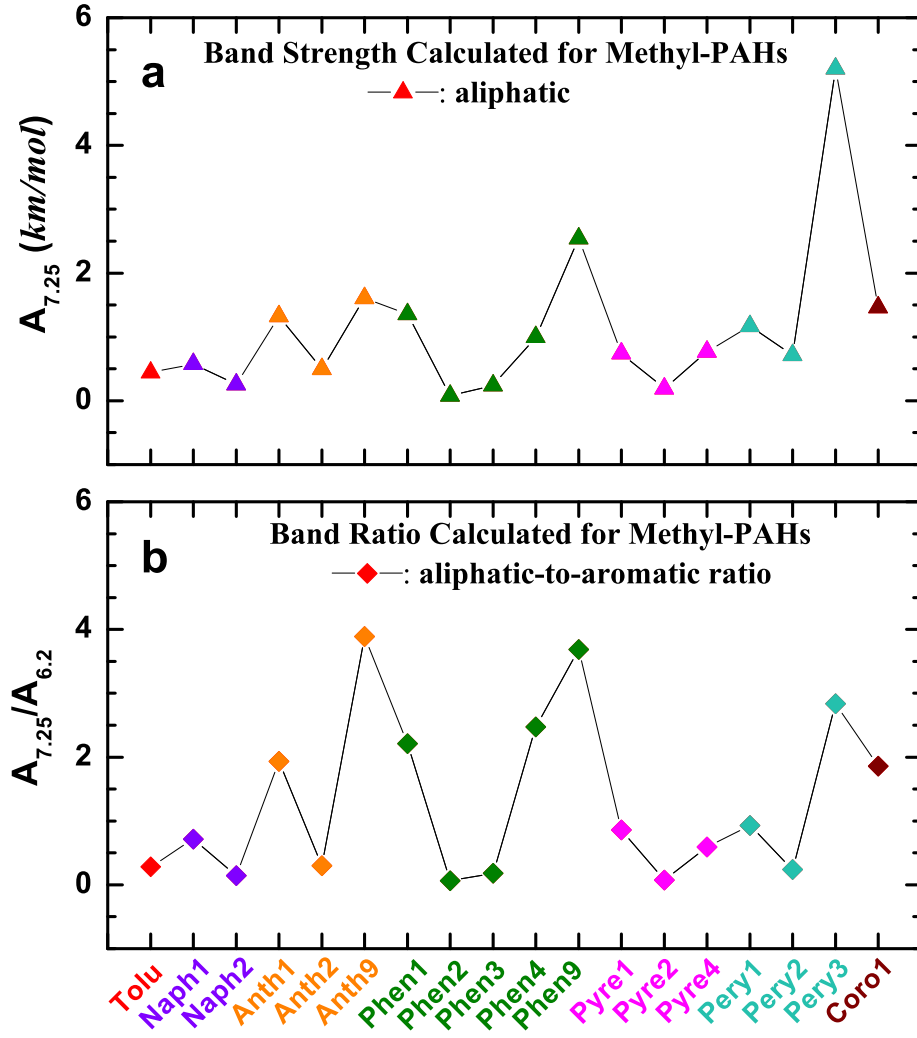 a
Band Strength Calculated for Methyl-PAHs
: aliphatic
A7.25 (km/mol)
6
4
2
0
b
Band Ratio Calculated for Methyl-PAHs
: aliphatic-to-aromatic ratio
A7.25/A6.2
6
4
2
0
Tolu
Naph1
Naph2
Anth1
Anth2
Anth9
Phen1
Phen2
Phen3
Phen4
Phen9
Pyre1
Pyre2
Pyre4
Pery1
Pery2
Pery3
Coro1